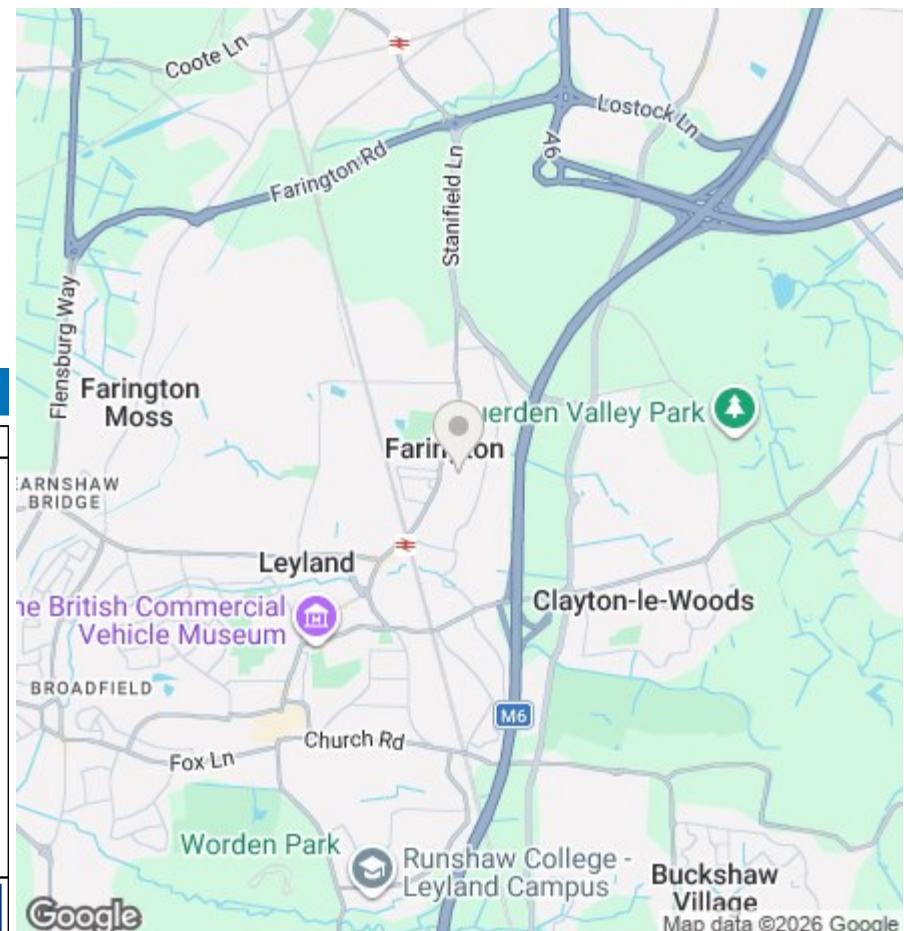 Coote Ln
Lostock Ln
A6
Farington Rd
Stanifield Ln
Flensburg Way
Farington
Moss
uerden Valley Park
Farin
on
EARNSHAW
BRIDGE
Leyland
he British Commercial
Vehicle Museum
Clayton-le-Woods
BROADFIELD
M6
Church Rd
Fox Ln
Worden Park
Runshaw College -
Leyland Campus
Buckshaw
Village
Google
Map data ©2026 Google